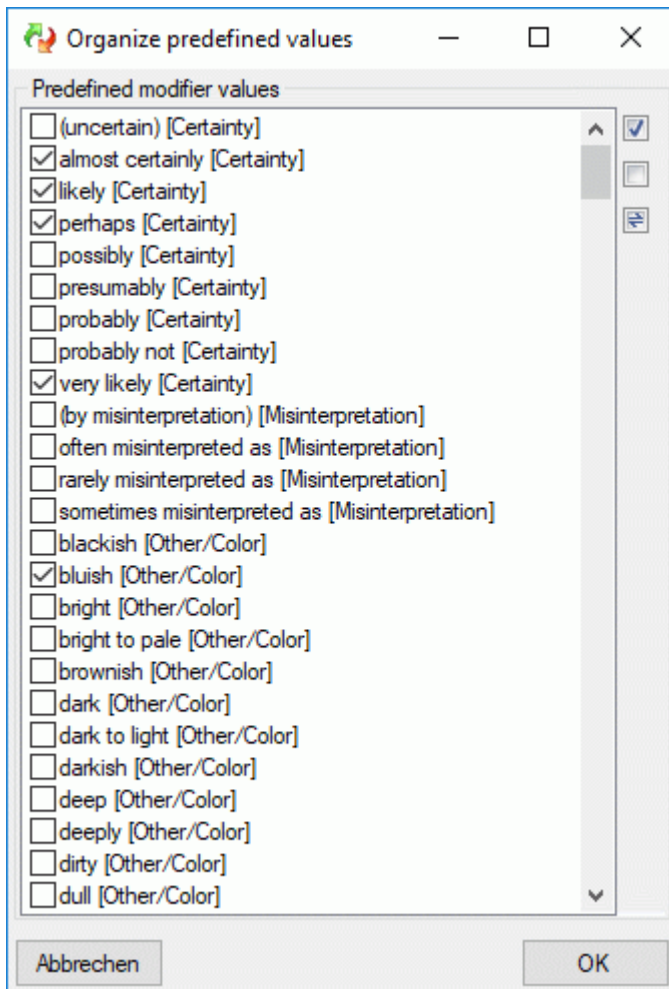 Organize predefined values
Predefined modifier values
(uncertain) [Certainty]
almost certainly [Certainty]
likely [Certainty]
perhaps [Certainty]
possibly [Certainty]
presumably [Certainty]
probably [Certainty]
probably not [Certainty]
very likely [Certainty]
(by misinterpretation) [Misinterpretation]
often misinterpreted as [Misinterpretation]
rarely misinterpreted as [Misinterpretation]
sometimes misinterpreted as [Misinterpretation]
blackish [Other/Color]
bluish [Other/Color]
bright [Other/Color]
bright to pale [Other/Color]
brownish [Other/Color]
dark [Other/Color]
dark to light [Other/Color]
darkish [Other/Color]
deep [Other/Color]
deeply [Other/Color]
dirty [Other/Color]
dull [Other/Color]
Abbrechen OK